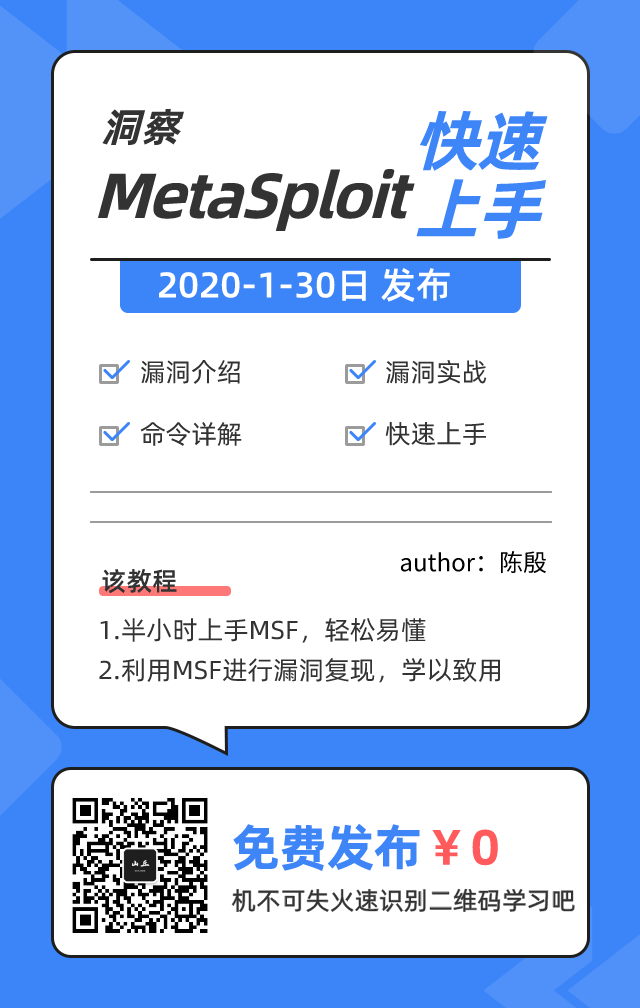 洞察
MetaSploit
快速
上手
2020-1-30日 发布
漏洞介绍
漏洞实战
命令详解
快速上手
author：陈殷
该教程
1.半小时上手MSF，轻松易懂
2.利用MSF进行漏洞复现，学以致用
免费发布 ¥ 0
机不可失火速识别二维码学习吧